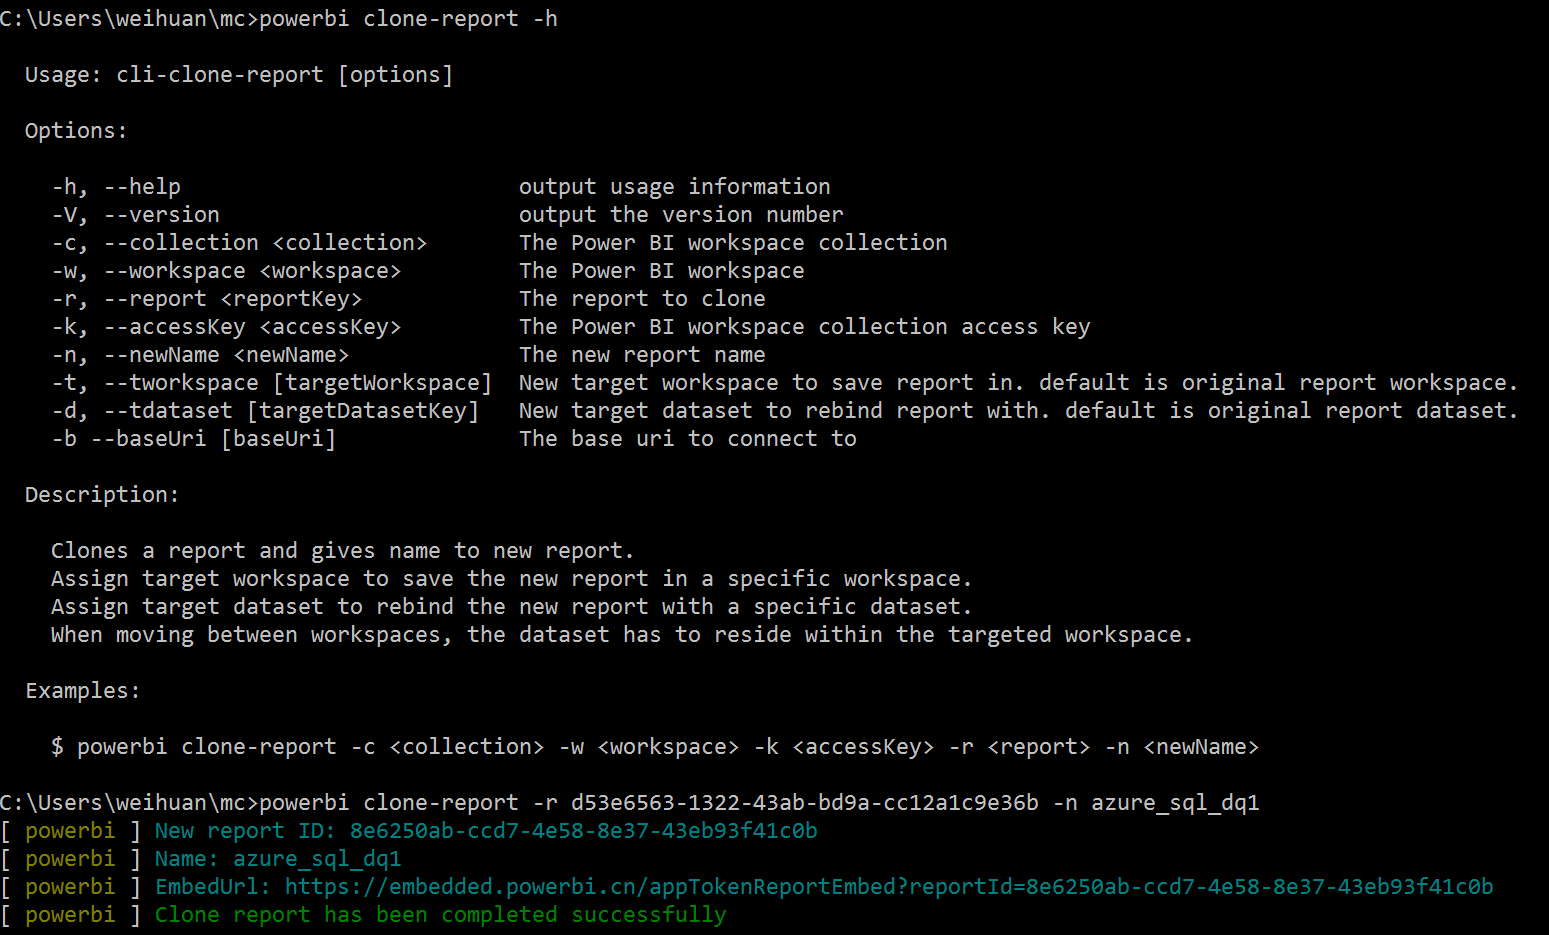 C:\Users\weihuan\mc>powerbi clone-report -h
Usage: cli-clone-report [options]
Options:
-h, --help output usage information
-V, --version output the version number
-c, --collection <collection> The Power BI workspace collection
-w, --workspace <workspace> The Power BI workspace
-r, --report <reportKey> The report to clone
-k, --accessKey <accessKey> The Power BI workspace collection access key
-n, --newName <newName> The new report name
-t, --tworkspace [targetWorkspace] New target workspace to save report in. default is original report workspace.
-d, --tdataset [targetDatasetKey] New target dataset to rebind report with. default is original report dataset.
-b --baseUri [baseUri] The base uri to connect to
Description:
Clones a report and gives name to new report.
Assign target workspace to save the new report in a specific workspace.
Assign target dataset to rebind the new report with a specific dataset.
When moving between workspaces, the dataset has to reside within the targeted workspace.
Examples:
$ powerbi clone-report -c <collection> -w <workspace> -k <accessKey> -r <report> -n <newName>
C:\Users\weihuan\mc>powerbi clone-report -r d53e6563-1322-43ab-bd9a-cc12a1c9e36b -n azure_sql_dq1
[ powerbi ] New report ID: 8e6250ab-ccd7-4e58-8e37-43eb93f41c0b
[ powerbi ] Name: azure_sql_dq1
[ powerbi ] EmbedUrl: https://embedded.powerbi.cn/appTokenReportEmbed?reportId=8e6250ab-ccd7-4e58-8e37-43eb93f41c0b
[ powerbi ] Clone report has been completed successfully